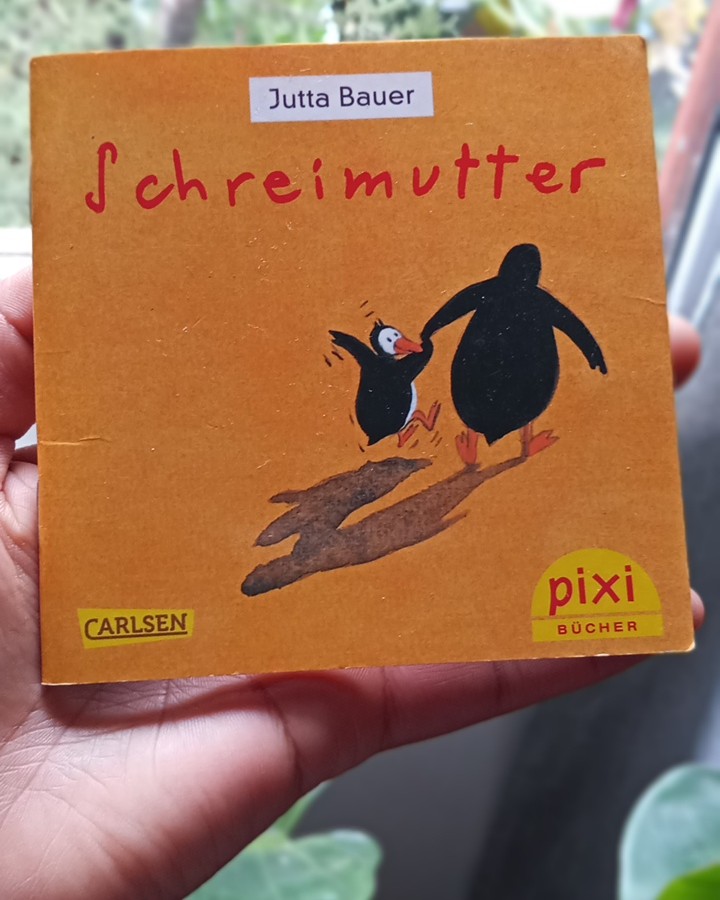 Jutta Bauer
Schreimutter
CARLSEN
pixi
BÜCHER